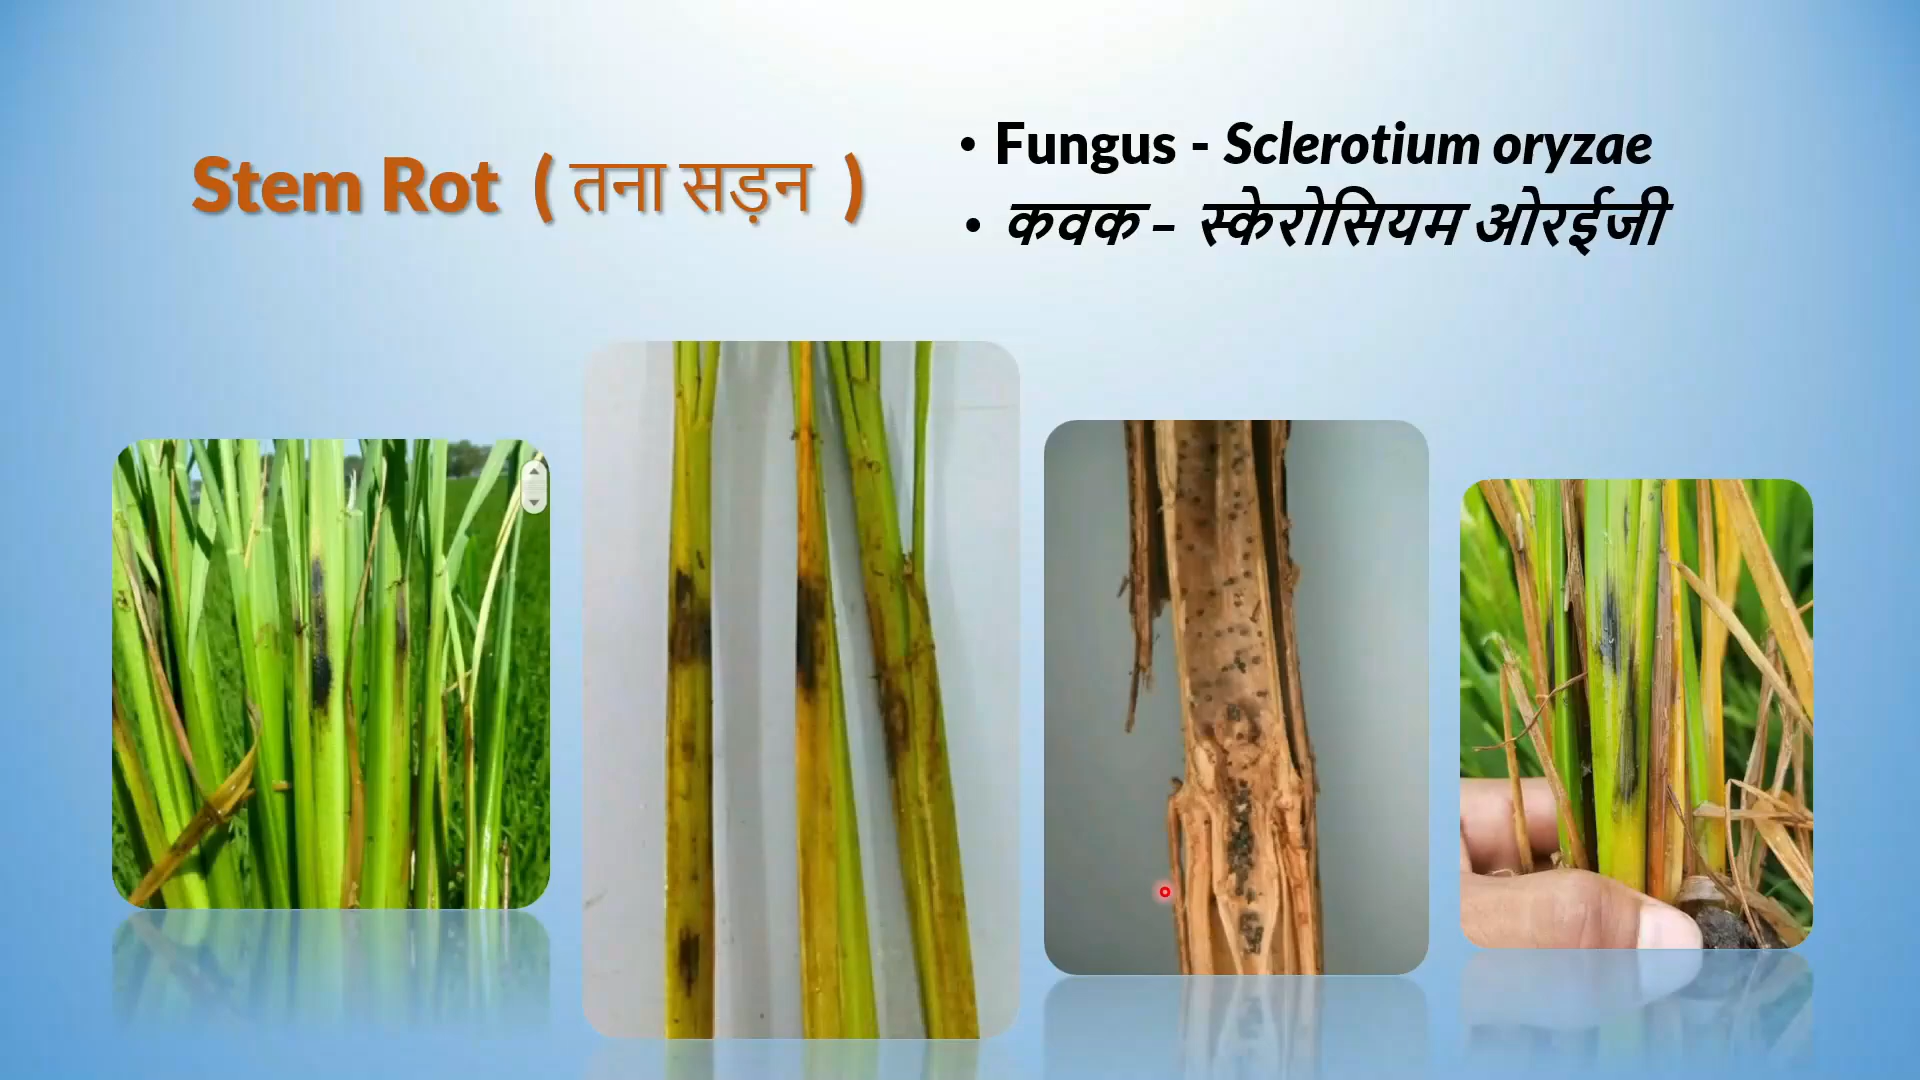 Stem Rot ( तना सड़न )
• Fungus - Sclerotium oryzae
• कवक – स्केरोसियम ओरईजी